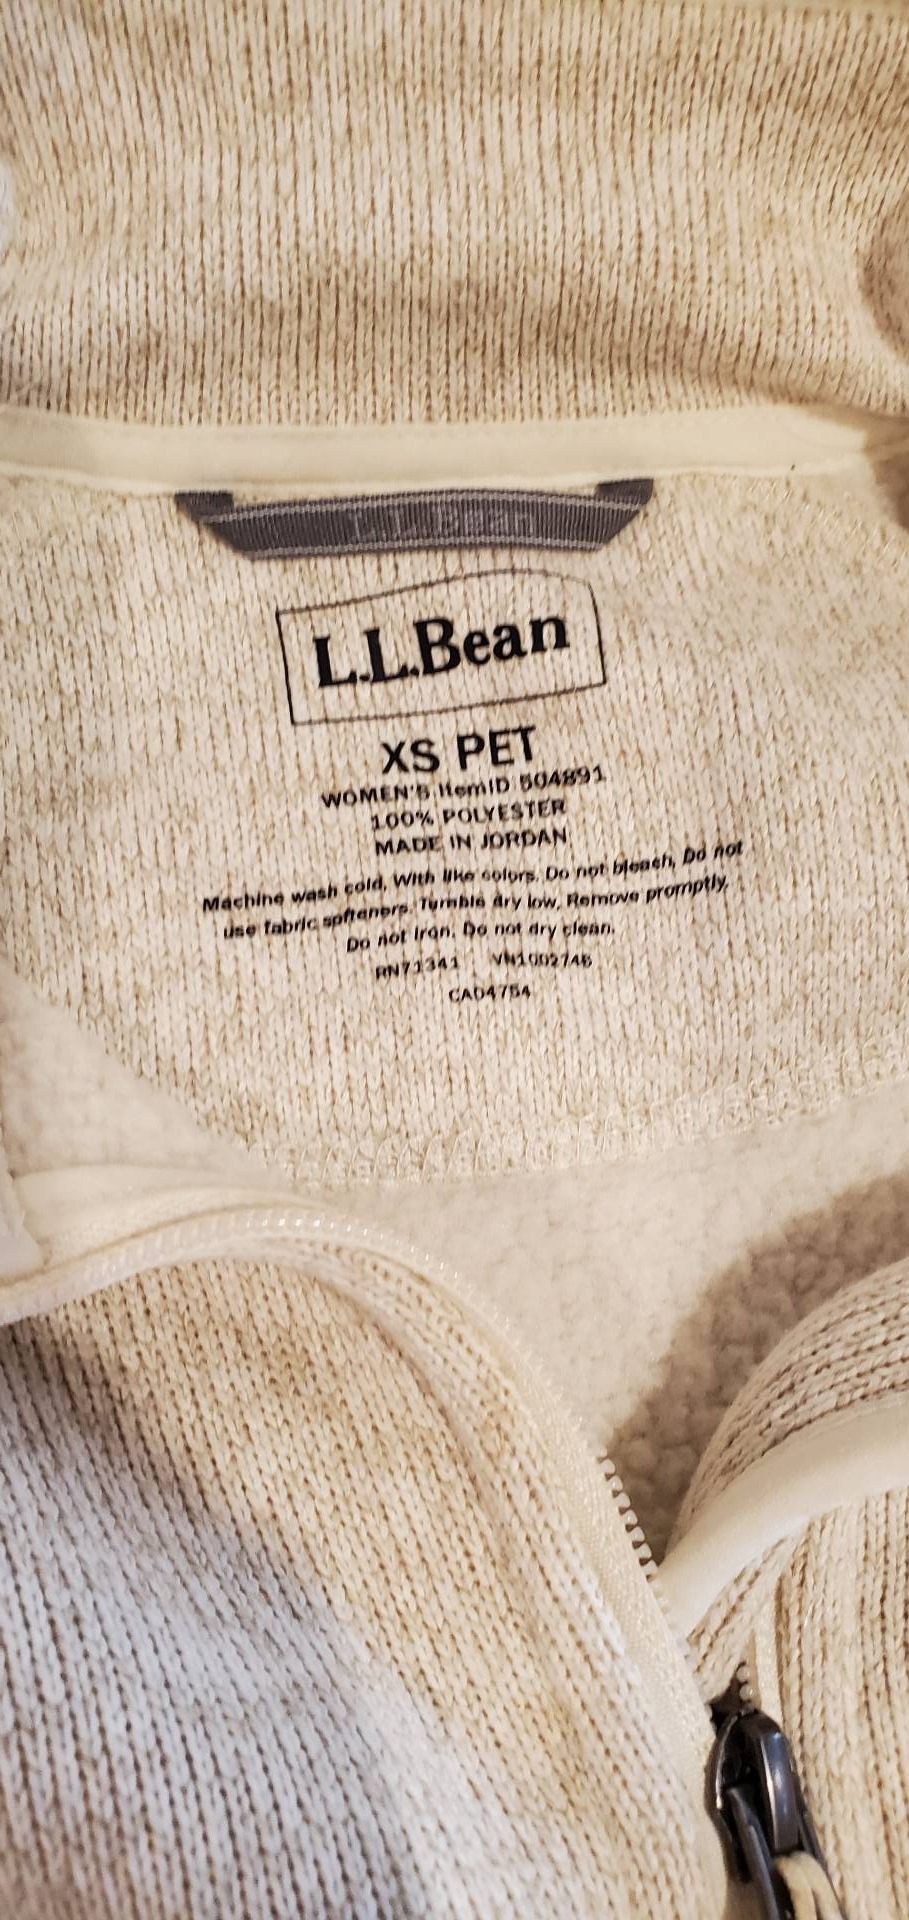 L.L.Bean
L.L.Bean
XS PET
WOMEN'S ItemID 504891
100% POLYESTER
MADE IN JORDAN
Machine wash cold, With like colors. Do not bleach, Do not
use fabric softeners. Tumble dry low, Remove promptly,
Do not Iron. Do not dry clean.
RN71341 VN1002746
CA04754